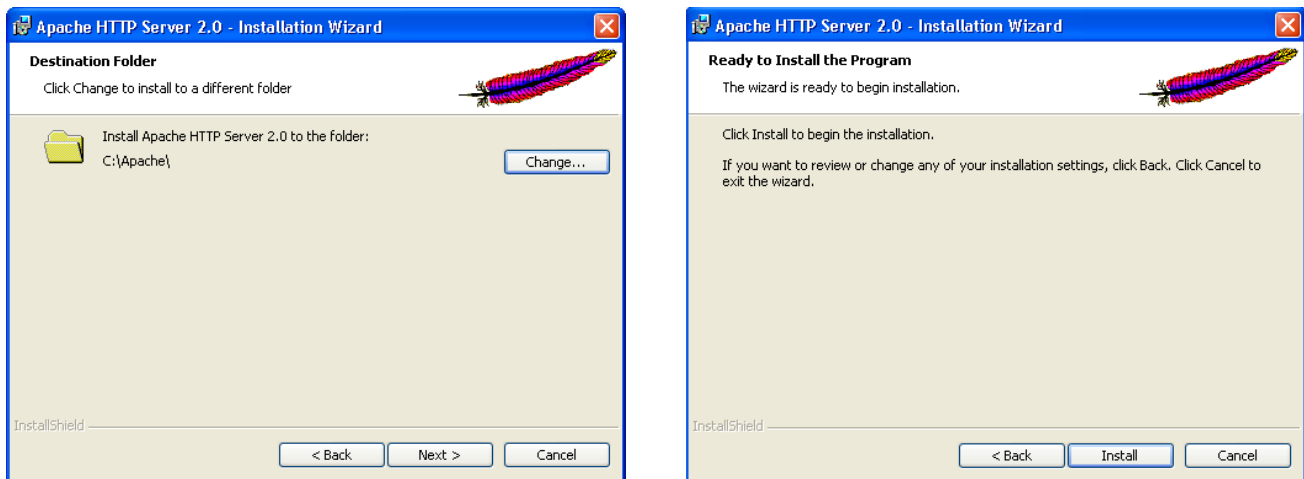 Apache HTTP Server 2.0 - Installation Wizard
Destination Folder
Click Change to install to a different folder
Install Apache HTTP Server 2.0 to the folder:
C:\Apache\
Change...
InstallShield
< Back
Next >
Cancel
Apache HTTP Server 2.0 - Installation Wizard
Ready to Install the Program
The wizard is ready to begin installation.
Click Install to begin the installation.
If you want to review or change any of your installation settings, click Back. Click Cancel to
exit the wizard.
InstallShield
< Back
Install
Cancel